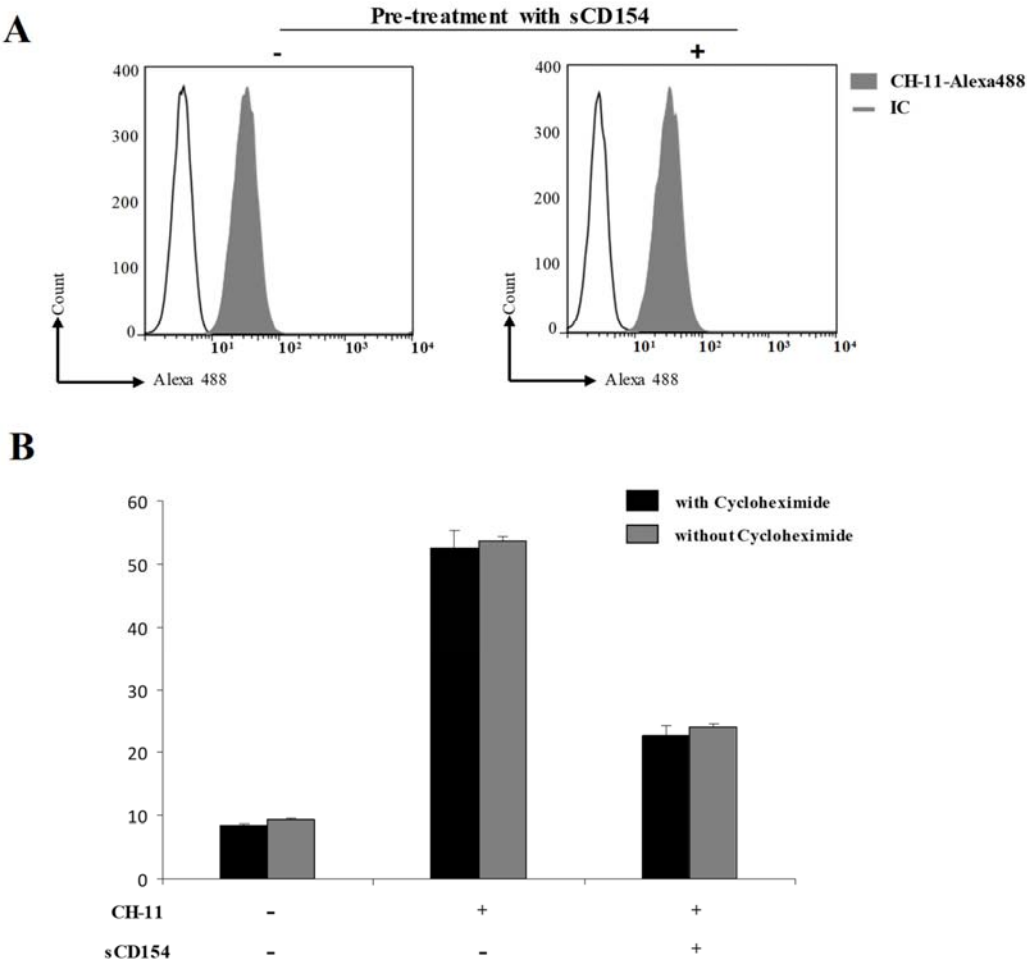 A
Pre-treatment with sCD154
- +
400
300
200
100
0
10¹ 10² 10³ 10⁴
Count
Alexa 488
400
300
200
100
0
10¹ 10² 10³ 10⁴
Count
Alexa 488
CH-11-Alexa488
IC
B
60
50
40
30
20
10
0
with Cycloheximide
without Cycloheximide
CH-11 - + +
sCD154 - - +